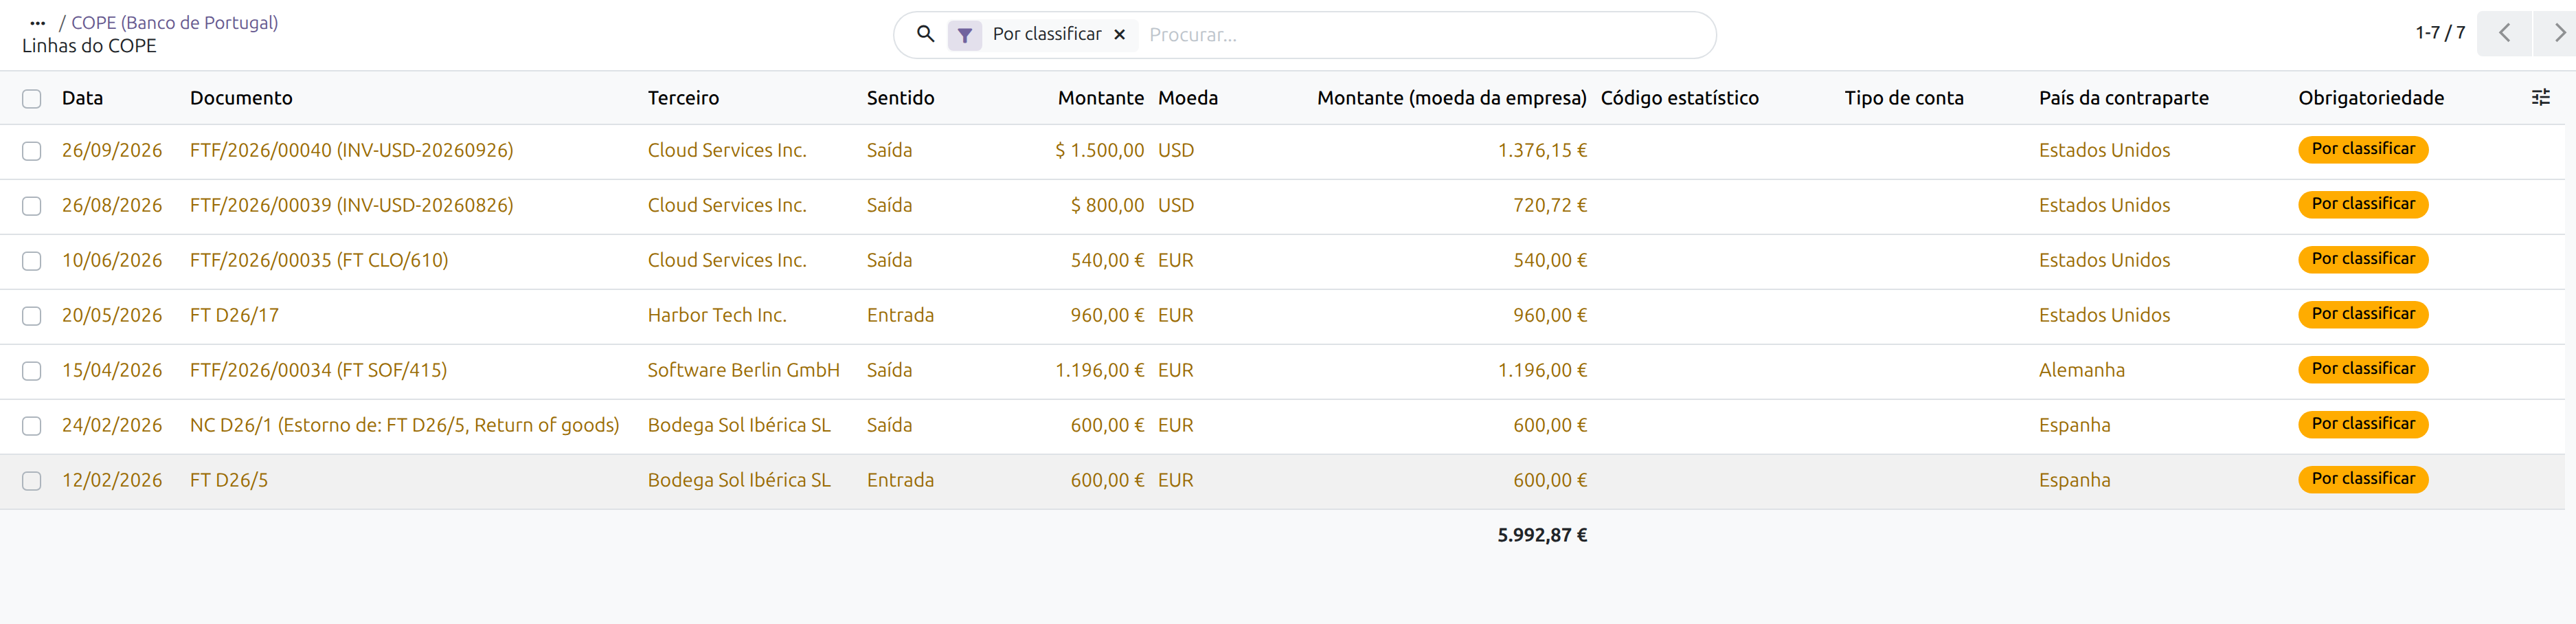 ... / COPE (Banco de Portugal)
Linhas do COPE
Por classificar × Procurar...
1-7 / 7
Data Documento Terceiro Sentido Montante Moeda Montante (moeda da empresa) Código estatístico Tipo de conta País da contraparte Obrigatoriedade
26/09/2026 FTF/2026/00040 (INV-USD-20260926) Cloud Services Inc. Saída $ 1.500,00 USD 1.376,15 € Estados Unidos Por classificar
26/08/2026 FTF/2026/00039 (INV-USD-20260826) Cloud Services Inc. Saída $ 800,00 USD 720,72 € Estados Unidos Por classificar
10/06/2026 FTF/2026/00035 (FT CLO/610) Cloud Services Inc. Saída 540,00 € EUR 540,00 € Estados Unidos Por classificar
20/05/2026 FT D26/17 Harbor Tech Inc. Entrada 960,00 € EUR 960,00 € Estados Unidos Por classificar
15/04/2026 FTF/2026/00034 (FT SOF/415) Software Berlin GmbH Saída 1.196,00 € EUR 1.196,00 € Alemanha Por classificar
24/02/2026 NC D26/1 (Estorno de: FT D26/5, Return of goods) Bodega Sol Ibérica SL Saída 600,00 € EUR 600,00 € Espanha Por classificar
12/02/2026 FT D26/5 Bodega Sol Ibérica SL Entrada 600,00 € EUR 600,00 € Espanha Por classificar
5.992,87 €